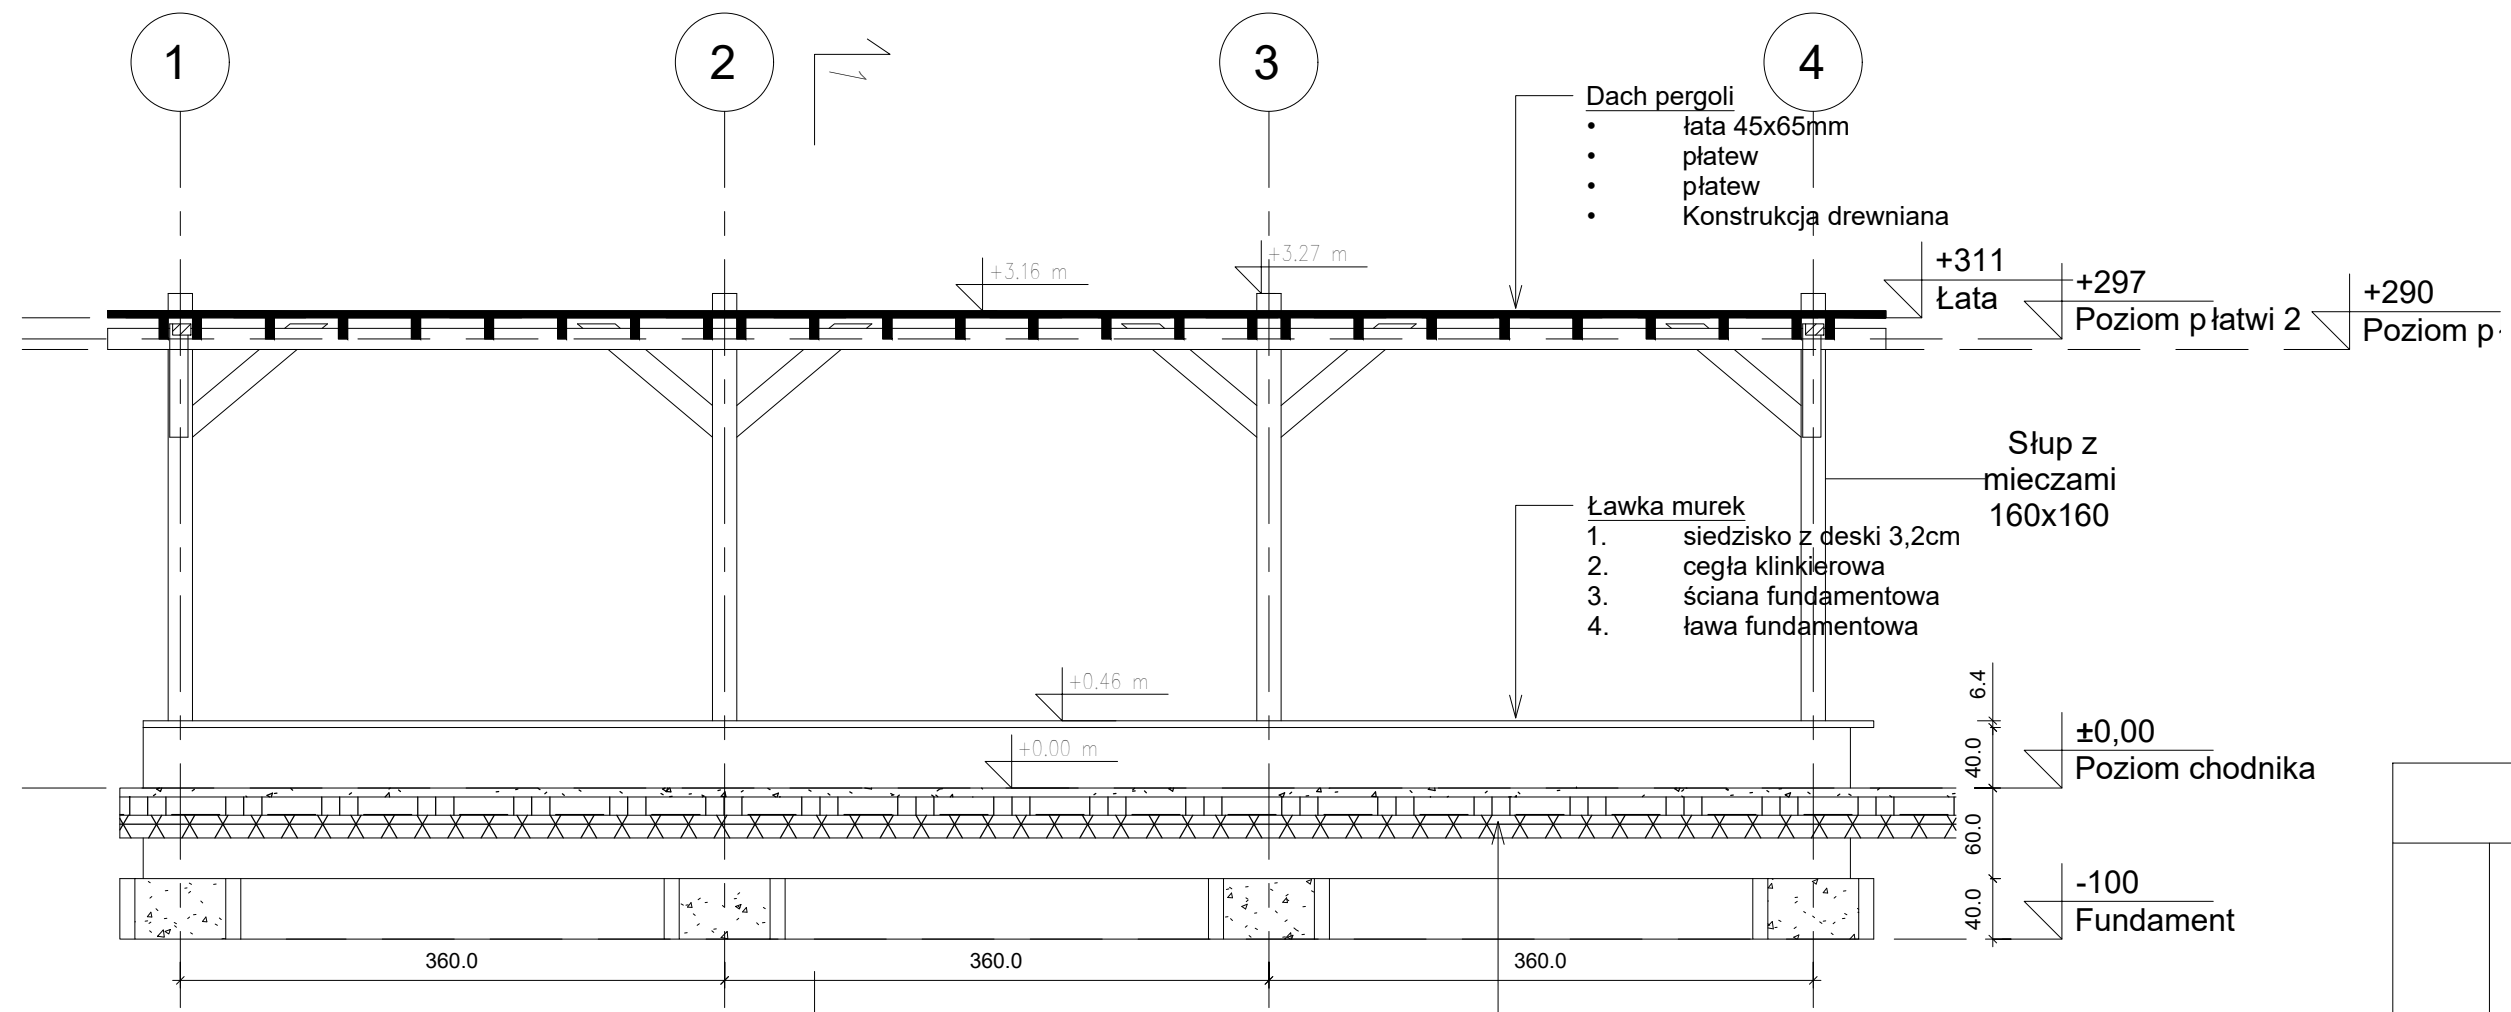 1
2
3
4
Dach pergoli
• łata 45x65mm
• płatew
• płatew
• Konstrukcja drewniana
+3.16 m
+3.27 m
+311
Łata
+297
Poziom płatwi 2
+290
Poziom p
Słup z
mieczami
160x160
Ławka murek
1. siedzisko z deski 3,2cm
2. cegła klinkierowa
3. ściana fundamentowa
4. ława fundamentowa
+0.46 m
+0.00 m
6.4
40.0
60.0
40.0
±0,00
Poziom chodnika
-100
Fundament
360.0
360.0
360.0